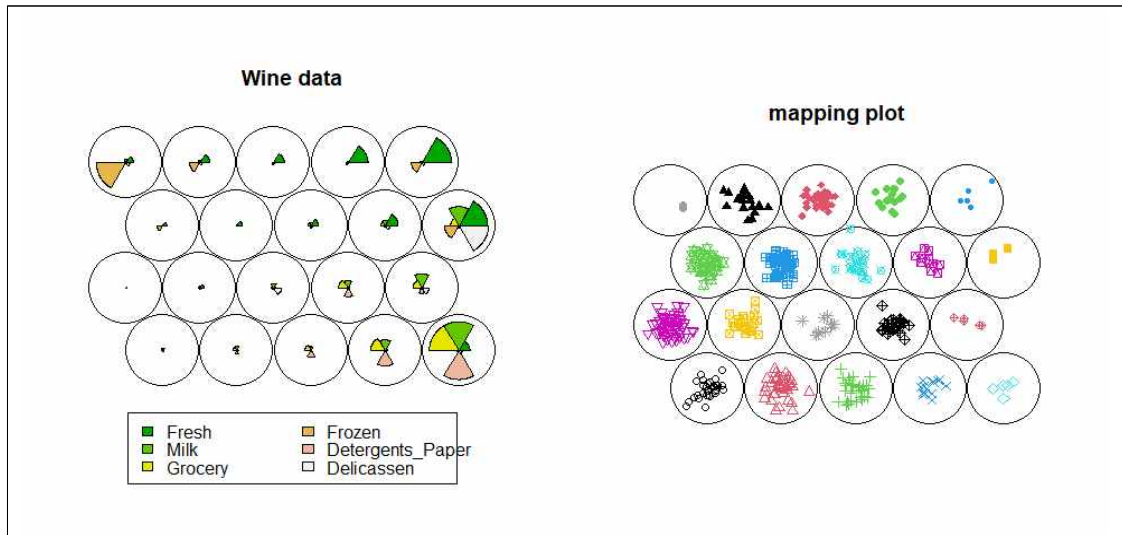 Wine data
mapping plot
Fresh
Milk
Grocery
Frozen
Detergents_Paper
Delicassen